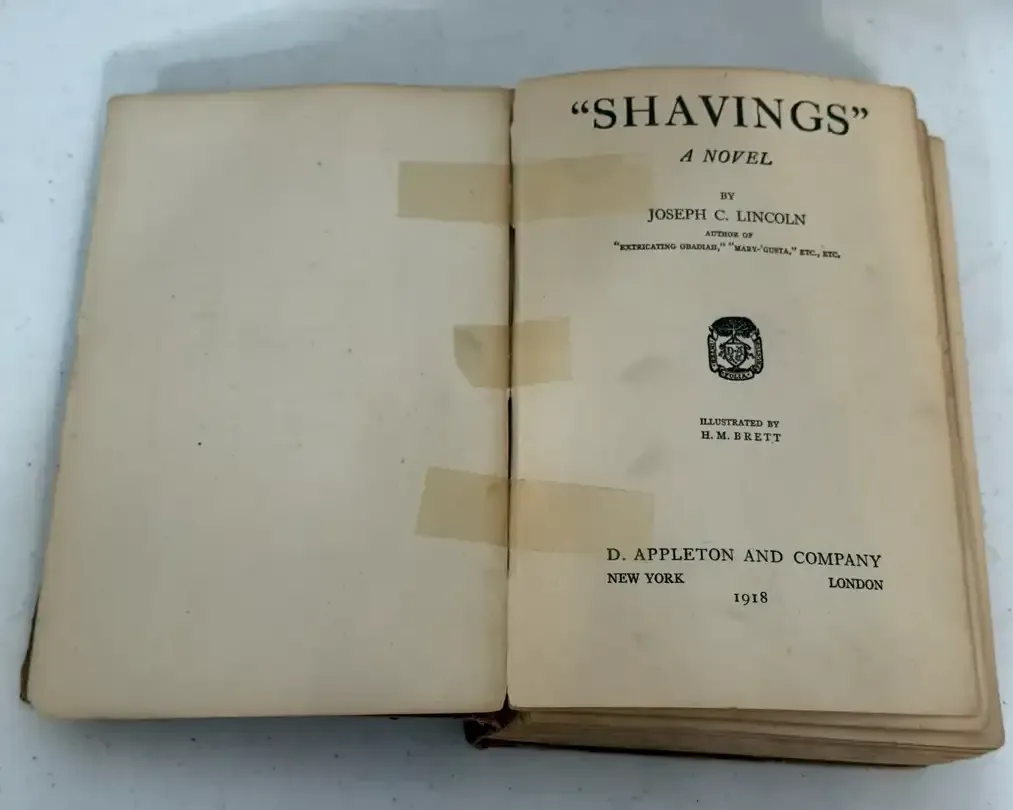 “SHAVINGS”
A NOVEL
BY
JOSEPH C. LINCOLN
AUTHOR OF
“EXTRICATING OBADIAH,” “MARY-’GUSTA,” ETC., ETC.
ILLUSTRATED BY
H. M. BRETT
D. APPLETON AND COMPANY
NEW YORK LONDON
1918